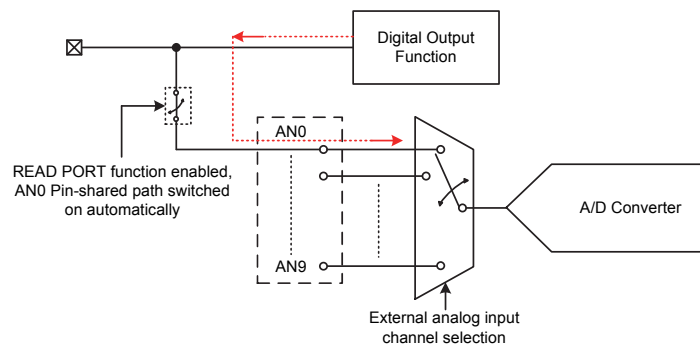 Digital Output
Function
AN0
READ PORT function enabled,
AN0 Pin-shared path switched
on automatically
A/D Converter
AN9
External analog input
channel selection